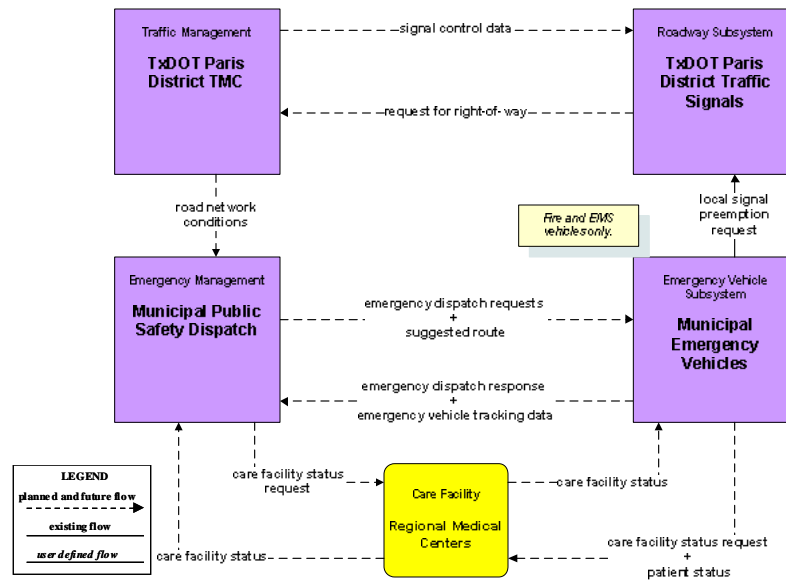 Traffic Management
TxDOT Paris
District TMC
signal control data
Roadway Subsystem
TxDOT Paris
District Traffic
Signals
request for right-of- way
road network
conditions
Fire and EMS
vehicles only.
local signal
preemption
request
Emergency Management
Municipal Public
Safety Dispatch
emergency dispatch requests
+
suggested route
Emergency Vehicle
Subsystem
Municipal
Emergency
Vehicles
emergency dispatch response
+
emergency vehicle tracking data
LEGEND
planned and future flow
existing flow
user defined flow
care facility status
request
Care Facility
Regional Medical
Centers
care facility status
care facility status
care facility status request
+
patient status